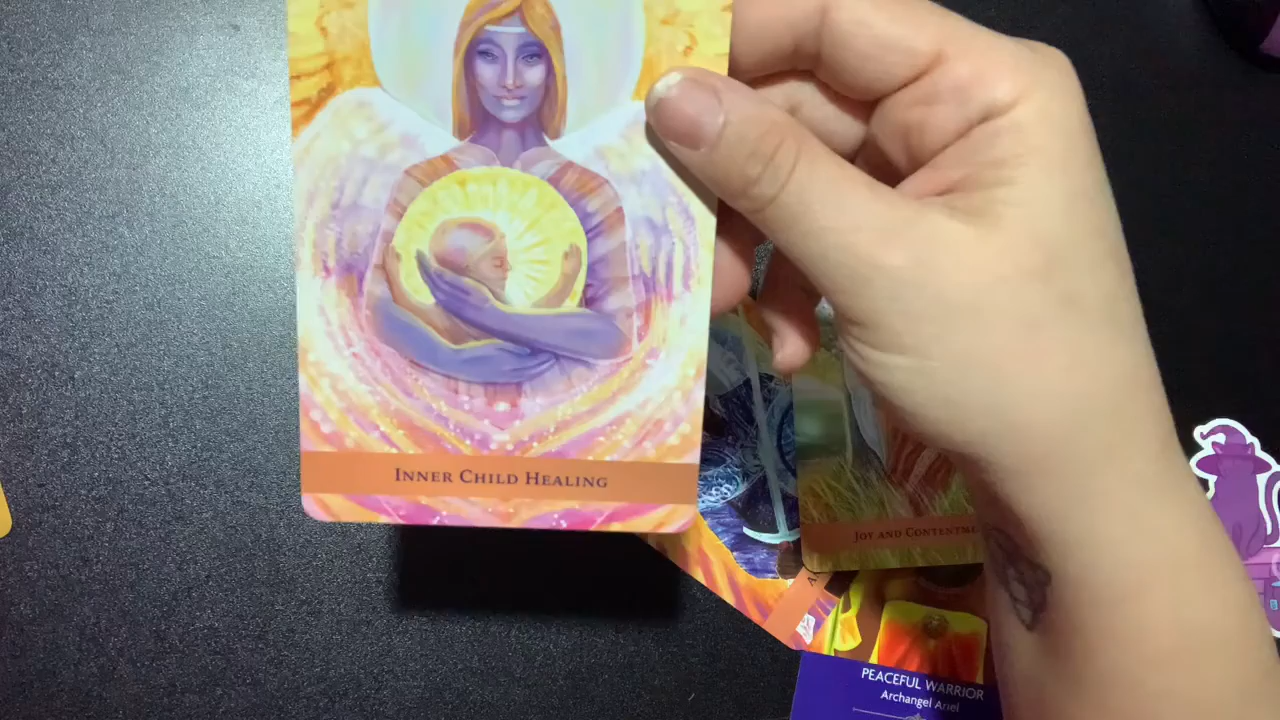 INNER CHILD HEALING
JOY AND CONTENTME
PEACEFUL WARRIOR
Archangel Ariel